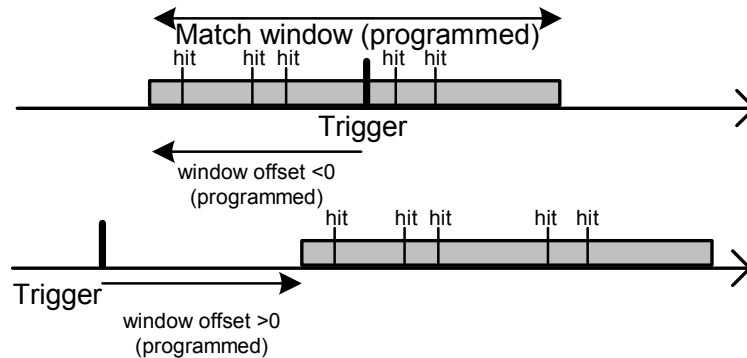 Match window (programmed)
hit hit hit hit hit
Trigger
window offset <0
(programmed)
hit hit hit hit hit
Trigger
window offset >0
(programmed)